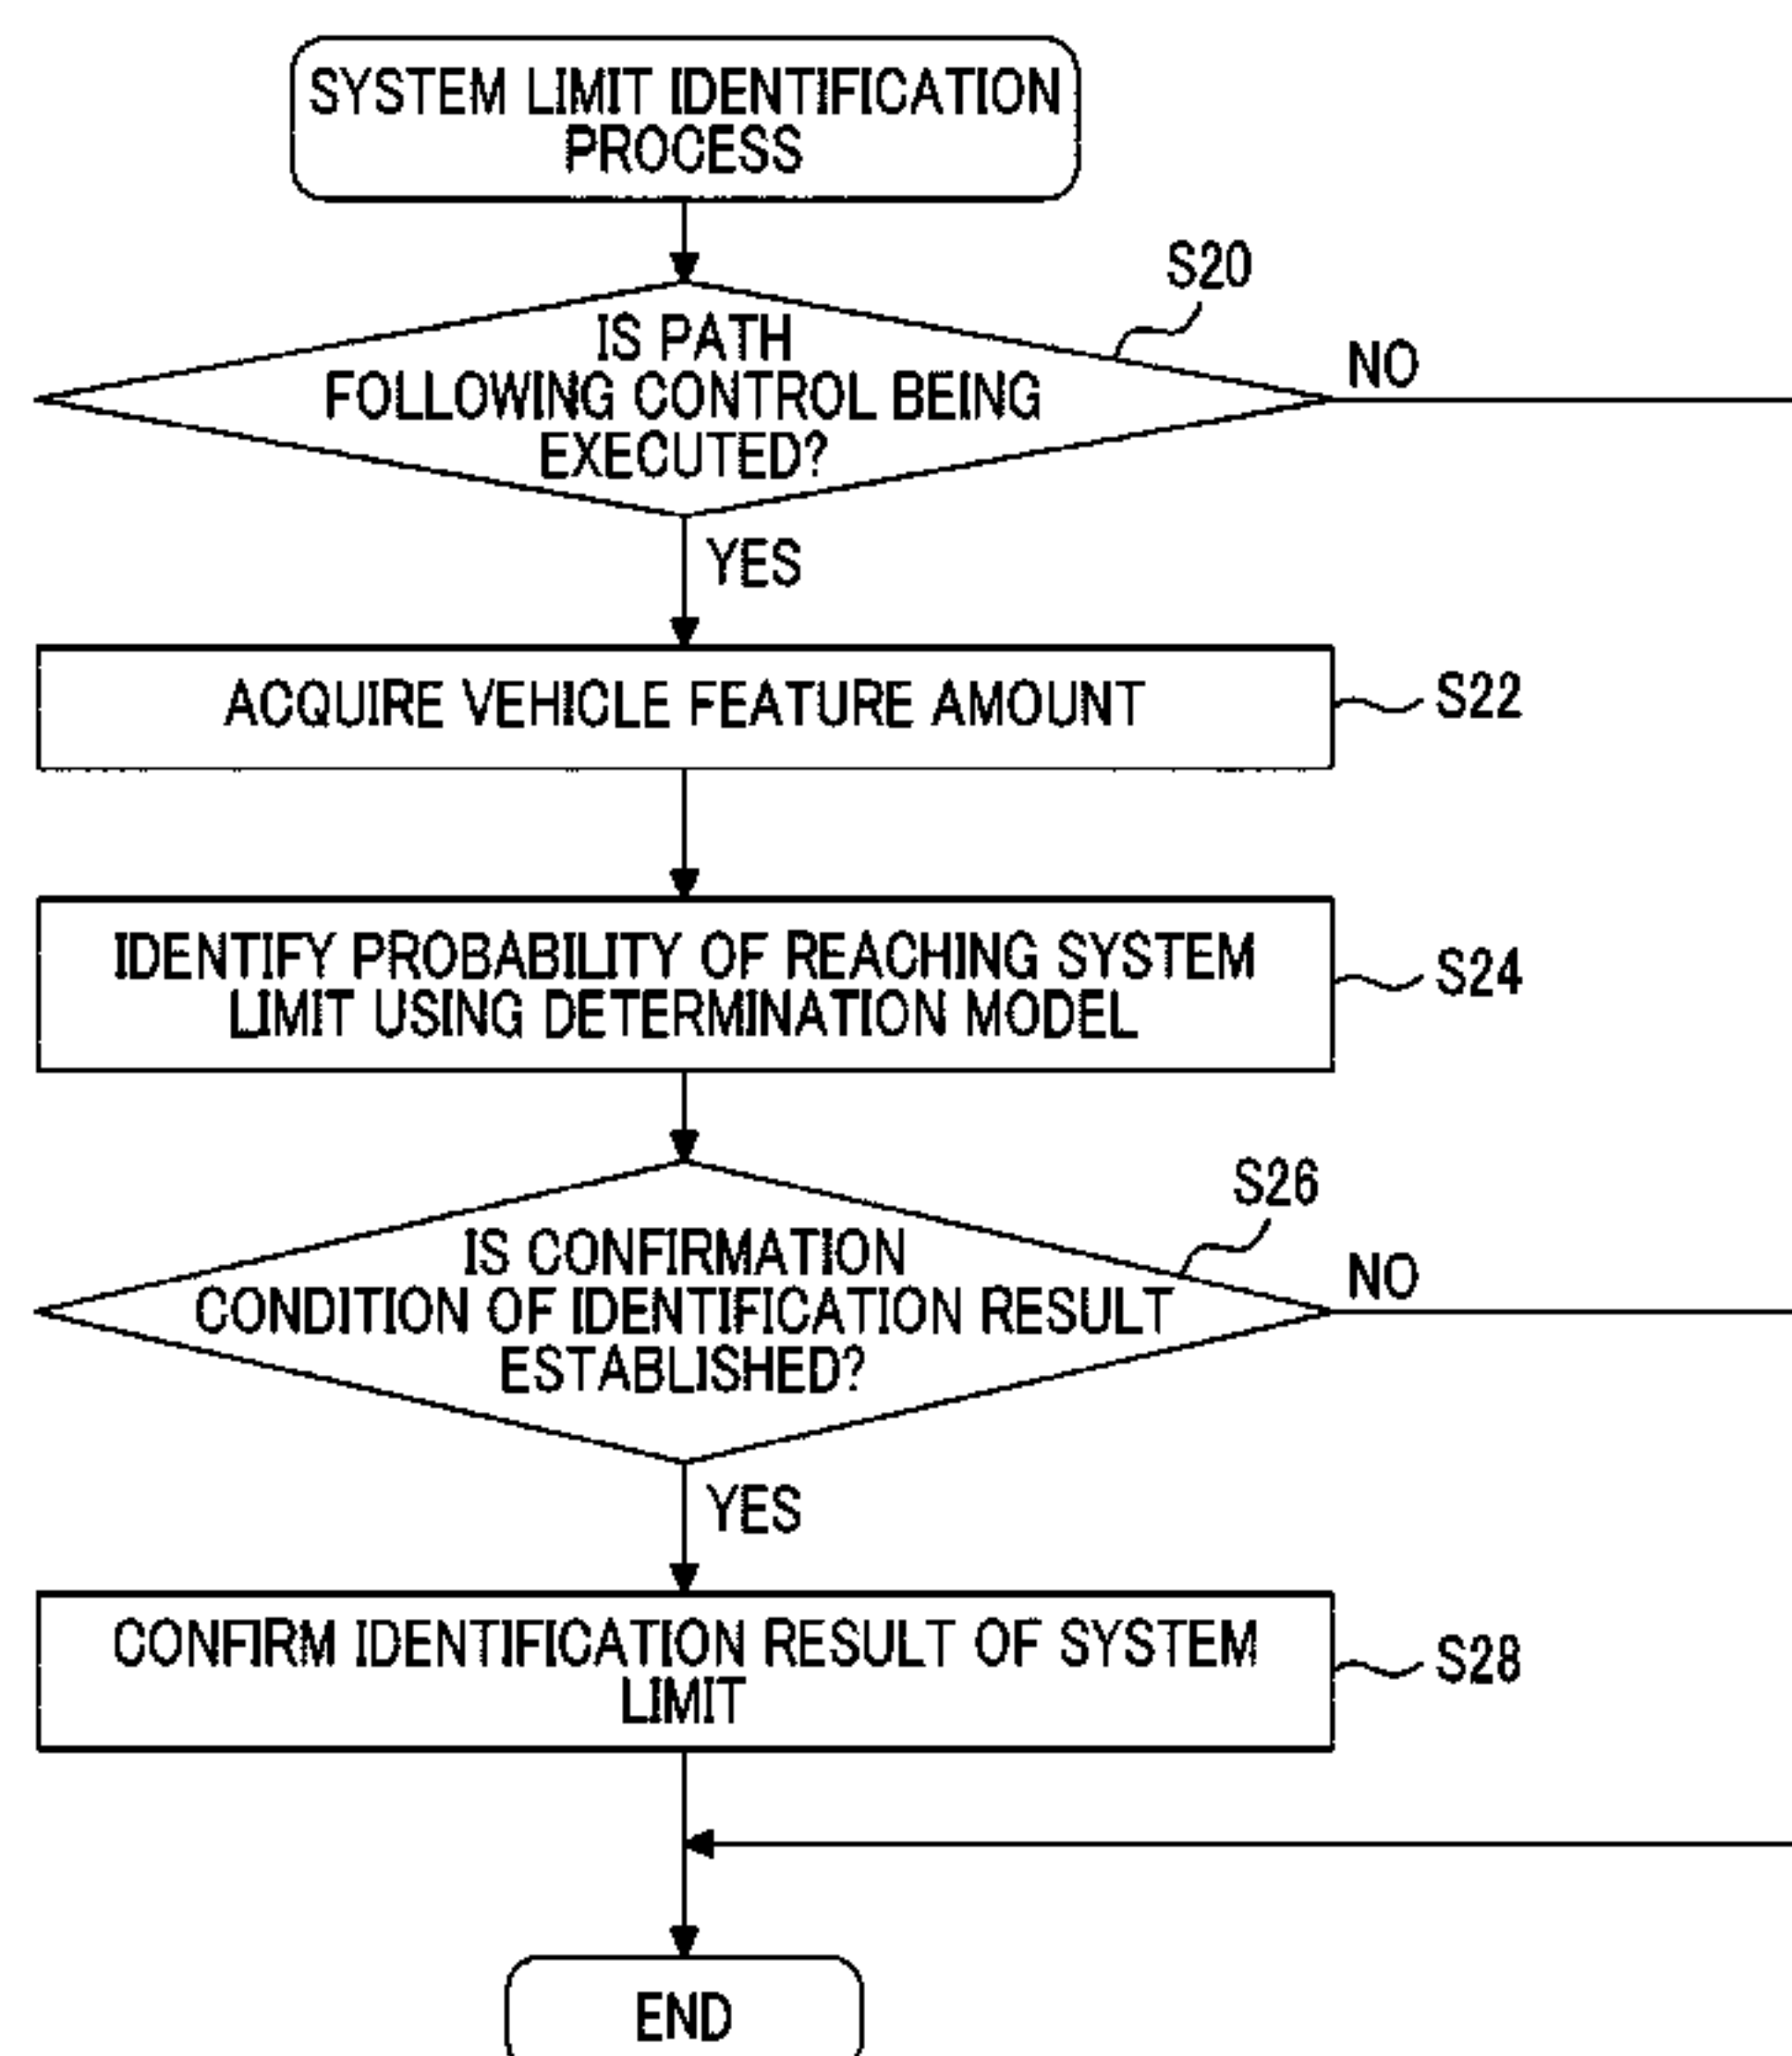 SYSTEM LIMIT IDENTIFICATION
PROCESS
S20
IS PATH
FOLLOWING CONTROL BEING
EXECUTED?
NO
YES
ACQUIRE VEHICLE FEATURE AMOUNT
S22
IDENTIFY PROBABILITY OF REACHING SYSTEM
LIMIT USING DETERMINATION MODEL
S24
S26
IS CONFIRMATION
CONDITION OF IDENTIFICATION RESULT
ESTABLISHED?
NO
YES
CONFIRM IDENTIFICATION RESULT OF SYSTEM
LIMIT
S28
END